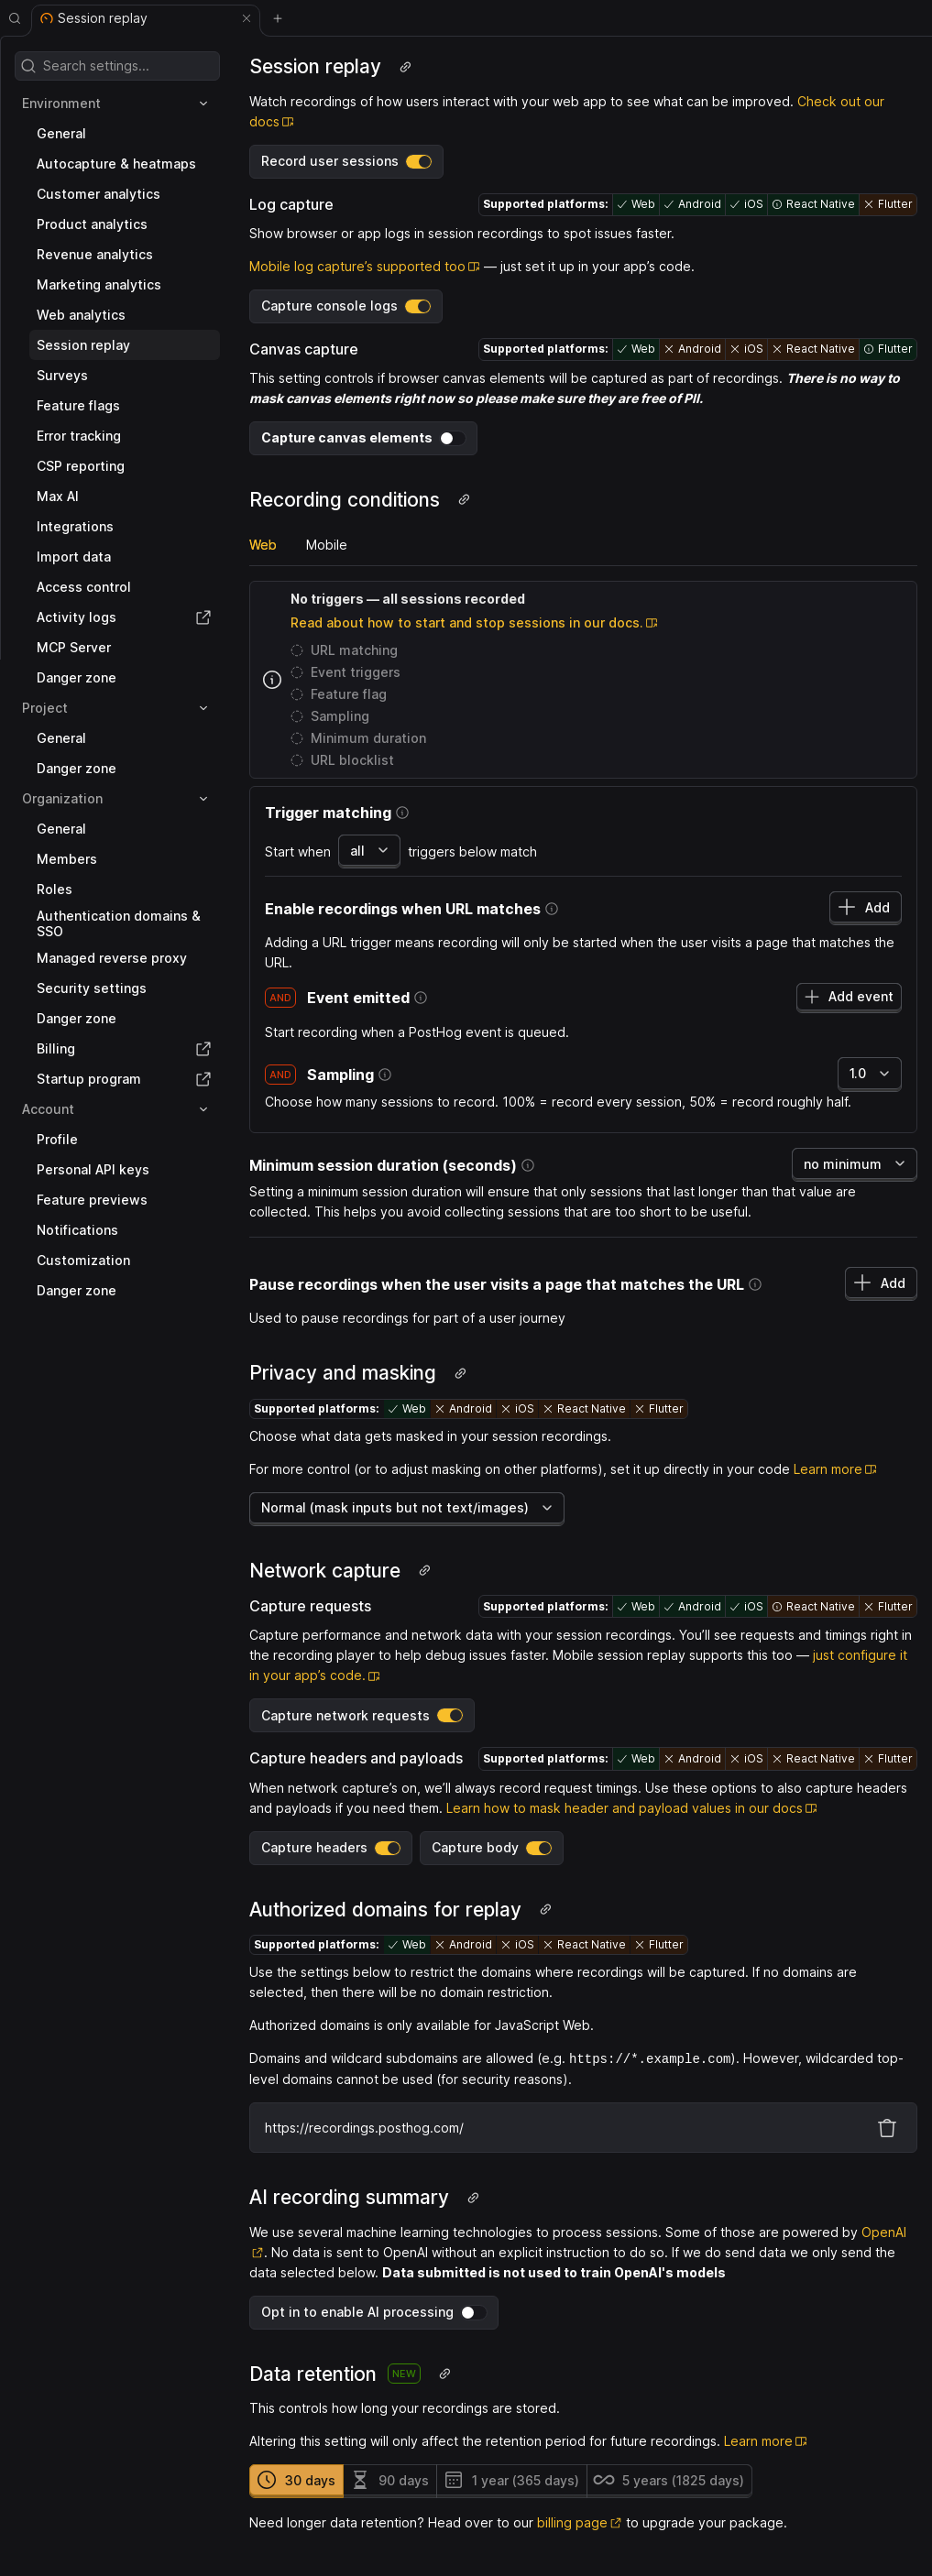 Session replay
Search settings...
Environment
General
Autocapture & heatmaps
Customer analytics
Product analytics
Revenue analytics
Marketing analytics
Web analytics
Session replay
Surveys
Feature flags
Error tracking
CSP reporting
Max AI
Integrations
Import data
Access control
Activity logs
MCP Server
Danger zone
Project
General
Danger zone
Organization
General
Members
Roles
Authentication domains &
SSO
Managed reverse proxy
Security settings
Danger zone
Billing
Startup program
Account
Profile
Personal API keys
Feature previews
Notifications
Customization
Danger zone
Session replay
Watch recordings of how users interact with your web app to see what can be improved. Check out our
docs
Record user sessions
Log capture
Supported platforms: Web Android iOS React Native Flutter
Show browser or app logs in session recordings to spot issues faster.
Mobile log capture’s supported too — just set it up in your app’s code.
Capture console logs
Canvas capture
Supported platforms: Web Android iOS React Native Flutter
This setting controls if browser canvas elements will be captured as part of recordings. There is no way to
mask canvas elements right now so please make sure they are free of PII.
Capture canvas elements
Recording conditions
Web Mobile
No triggers — all sessions recorded
Read about how to start and stop sessions in our docs.
URL matching
Event triggers
Feature flag
Sampling
Minimum duration
URL blocklist
Trigger matching
Start when all triggers below match
Enable recordings when URL matches
Add
Adding a URL trigger means recording will only be started when the user visits a page that matches the
URL.
AND Event emitted
Add event
Start recording when a PostHog event is queued.
AND Sampling
1.0
Choose how many sessions to record. 100% = record every session, 50% = record roughly half.
Minimum session duration (seconds)
no minimum
Setting a minimum session duration will ensure that only sessions that last longer than that value are
collected. This helps you avoid collecting sessions that are too short to be useful.
Pause recordings when the user visits a page that matches the URL
Add
Used to pause recordings for part of a user journey
Privacy and masking
Supported platforms: Web Android iOS React Native Flutter
Choose what data gets masked in your session recordings.
For more control (or to adjust masking on other platforms), set it up directly in your code Learn more
Normal (mask inputs but not text/images)
Network capture
Capture requests
Supported platforms: Web Android iOS React Native Flutter
Capture performance and network data with your session recordings. You’ll see requests and timings right in
the recording player to help debug issues faster. Mobile session replay supports this too — just configure it
in your app’s code.
Capture network requests
Capture headers and payloads
Supported platforms: Web Android iOS React Native Flutter
When network capture’s on, we’ll always record request timings. Use these options to also capture headers
and payloads if you need them. Learn how to mask header and payload values in our docs
Capture headers
Capture body
Authorized domains for replay
Supported platforms: Web Android iOS React Native Flutter
Use the settings below to restrict the domains where recordings will be captured. If no domains are
selected, then there will be no domain restriction.
Authorized domains is only available for JavaScript Web.
Domains and wildcard subdomains are allowed (e.g. https://*.example.com). However, wildcarded top-
level domains cannot be used (for security reasons).
https://recordings.posthog.com/
AI recording summary
We use several machine learning technologies to process sessions. Some of those are powered by OpenAI
. No data is sent to OpenAI without an explicit instruction to do so. If we do send data we only send the
data selected below. Data submitted is not used to train OpenAI's models
Opt in to enable AI processing
Data retention NEW
This controls how long your recordings are stored.
Altering this setting will only affect the retention period for future recordings. Learn more
30 days 90 days 1 year (365 days) 5 years (1825 days)
Need longer data retention? Head over to our billing page to upgrade your package.